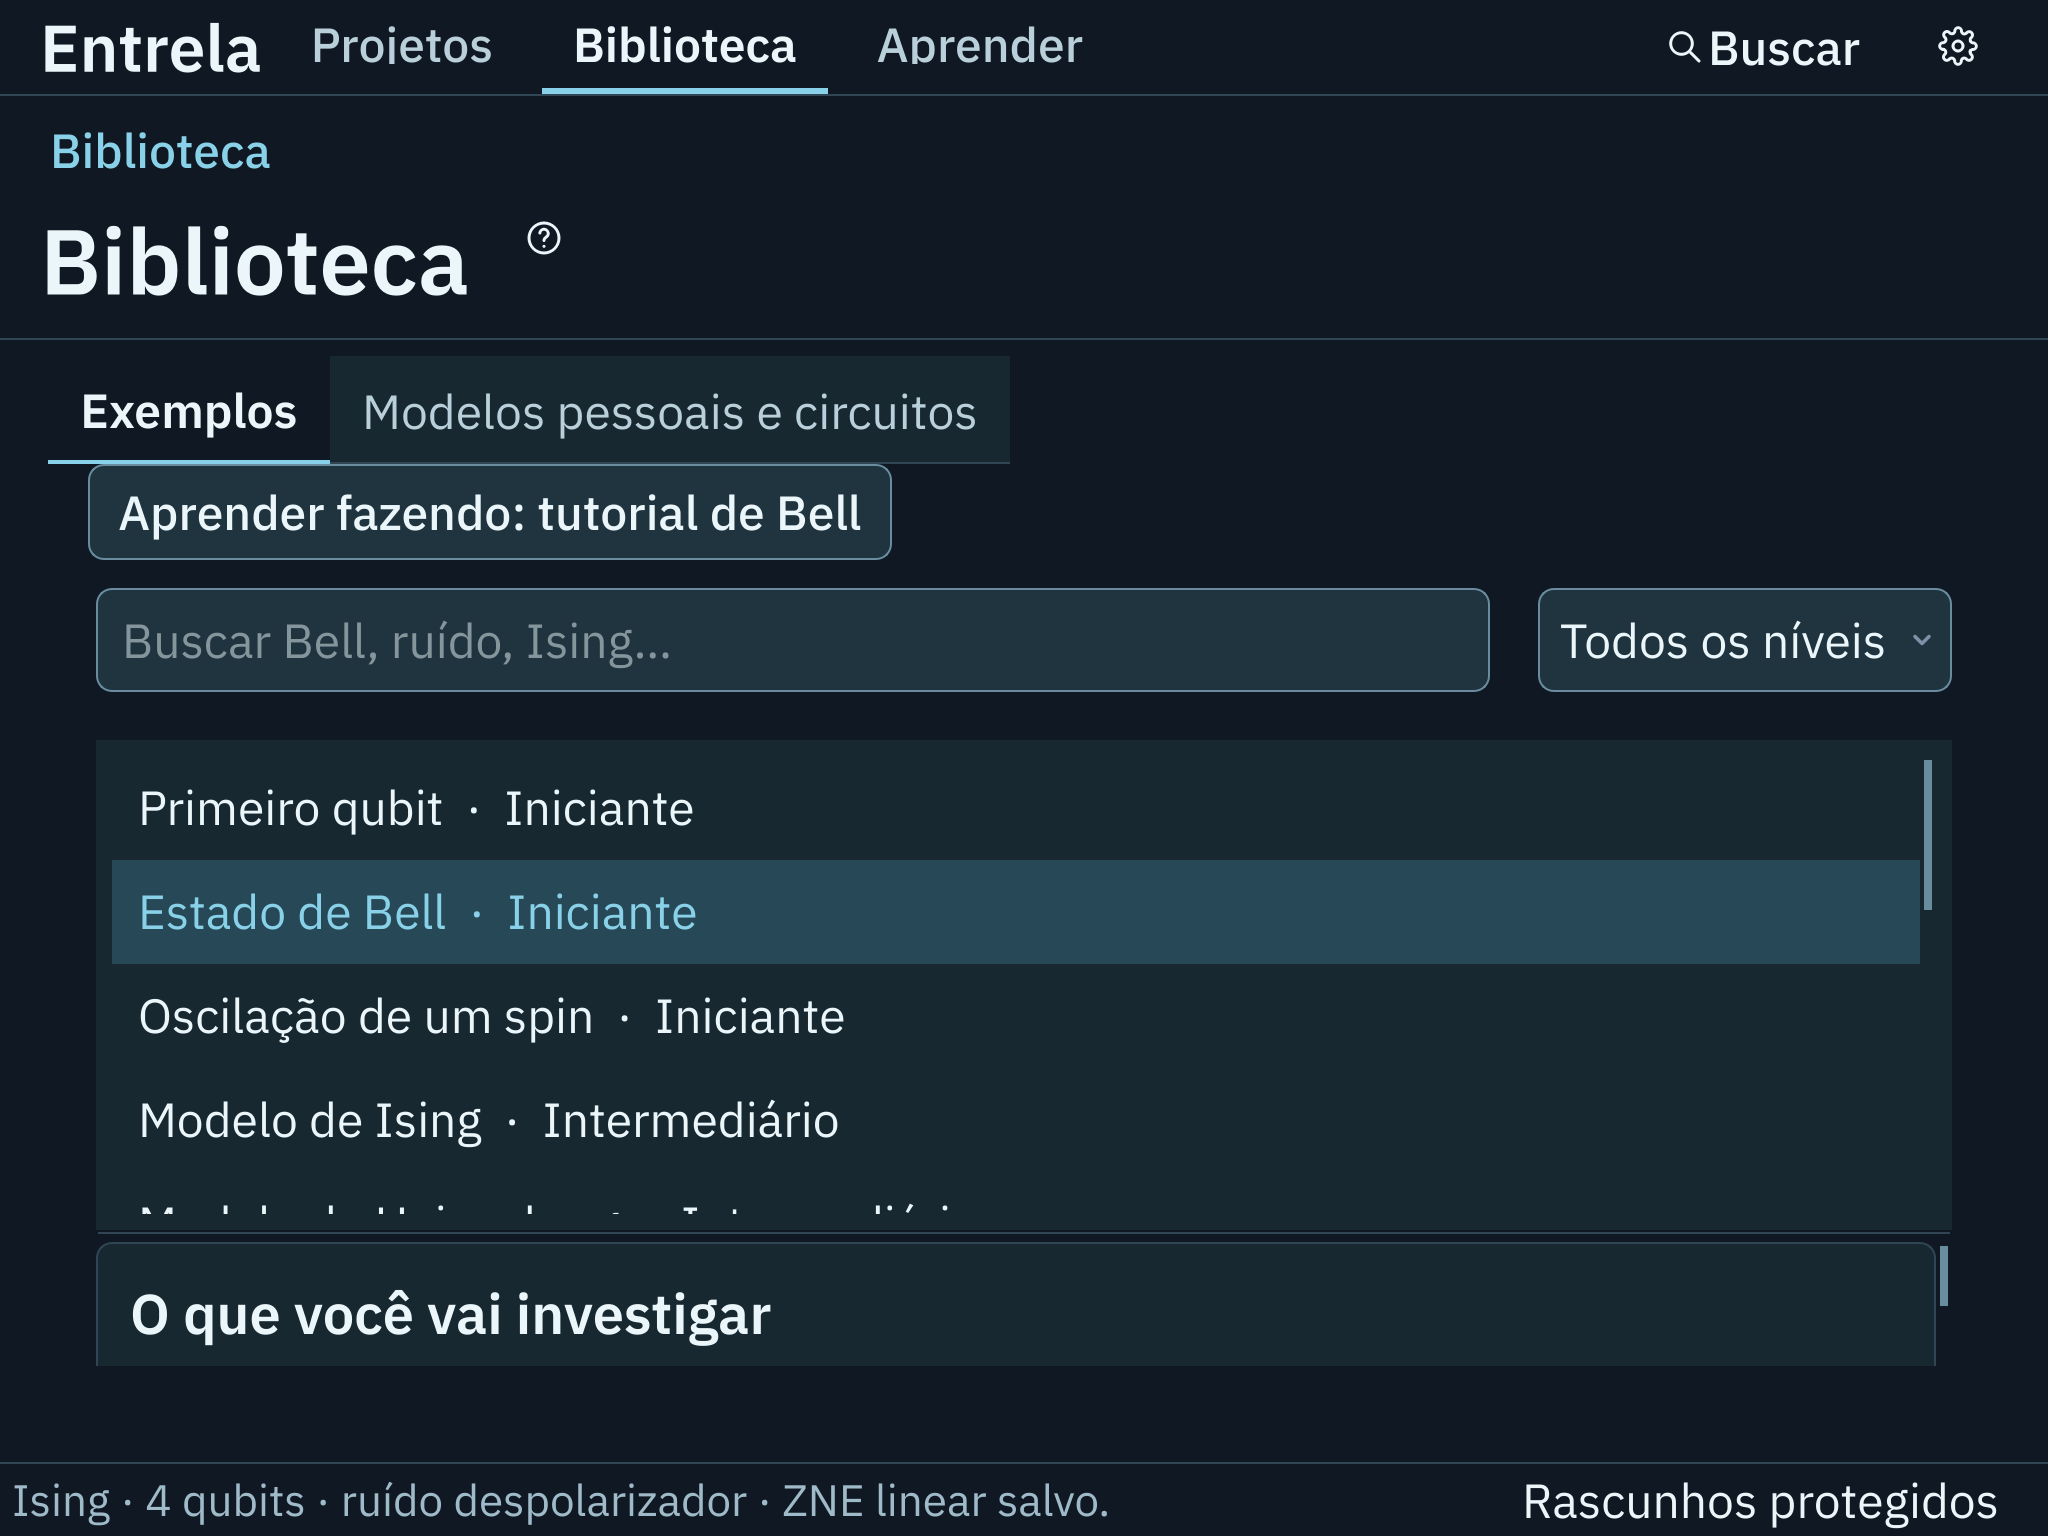 Entrela Projetos Biblioteca Aprender Buscar
Biblioteca
Biblioteca
Exemplos Modelos pessoais e circuitos
Aprender fazendo: tutorial de Bell
Buscar Bell, ruído, Ising... Todos os níveis
Primeiro qubit · Iniciante
Estado de Bell · Iniciante
Oscilação de um spin · Iniciante
Modelo de Ising · Intermediário
O que você vai investigar
Ising · 4 qubits · ruído despolarizador · ZNE linear salvo. Rascunhos protegidos